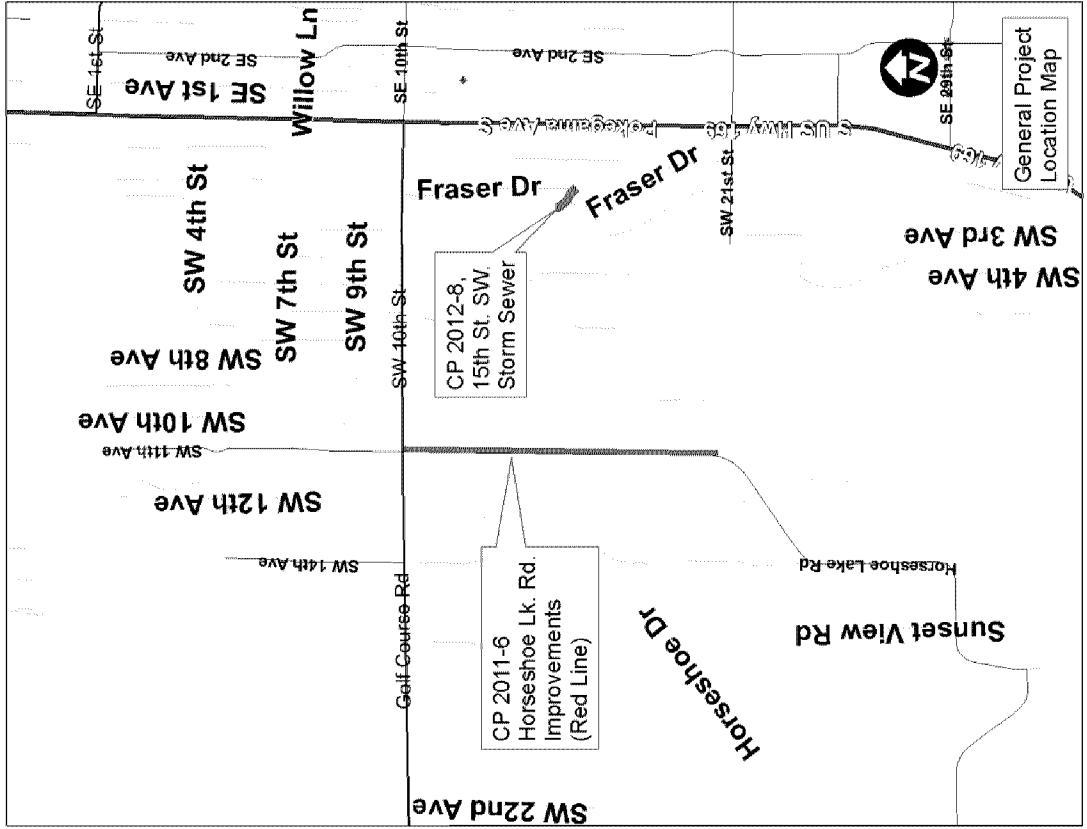 SE 1st St
SE 2nd Ave
SE 1st Ave
Willow Ln
SE 10th St
SE 2nd Ave
SW 4th St
SW 7th St
SW 9th St
SW 8th Ave
SW 10th Ave
SW 11th Ave
SW 12th Ave
SW 14th Ave
SW 10th St
Golf Course Rd
SW 22nd Ave
Fraser Dr
Fraser Dr
Pokegama Ave S
S US Hwy 169
SW 21st St
SE 29th St
169
SW 3rd Ave
SW 4th Ave
CP 2012-8,
15th St. SW.
Storm Sewer
CP 2011-6
Horseshoe Lk. Rd.
Improvements
(Red Line)
Horseshoe Dr
Horseshoe Lake Rd
Sunset View Rd
N
General Project
Location Map